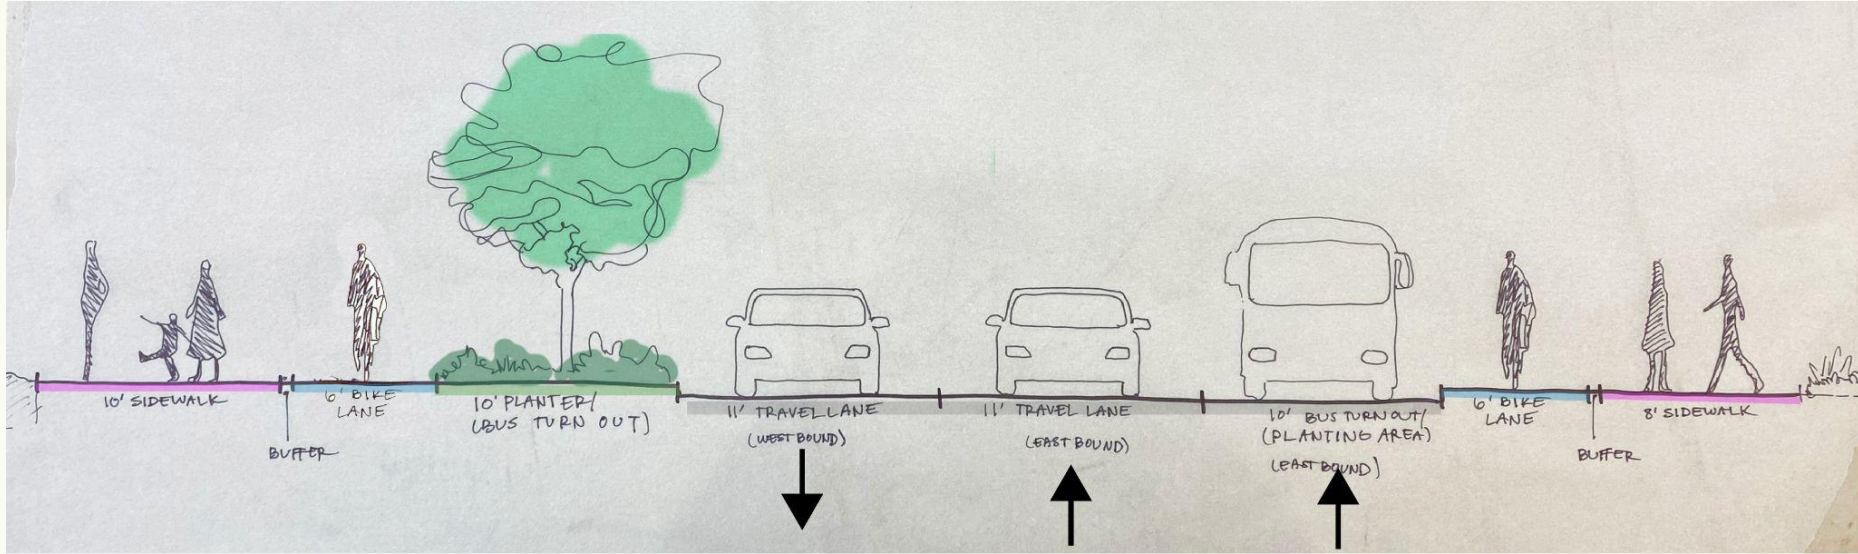 10' SIDEWALK
BUFFER
6' BIKE
LANE
10' PLANTER/
(BUS TURN OUT)
11' TRAVEL LANE
(WEST BOUND)
11' TRAVEL LANE
(EAST BOUND)
10' BUS TURN OUT/
(PLANTING AREA)
(EAST BOUND)
6' BIKE
LANE
BUFFER
8' SIDEWALK